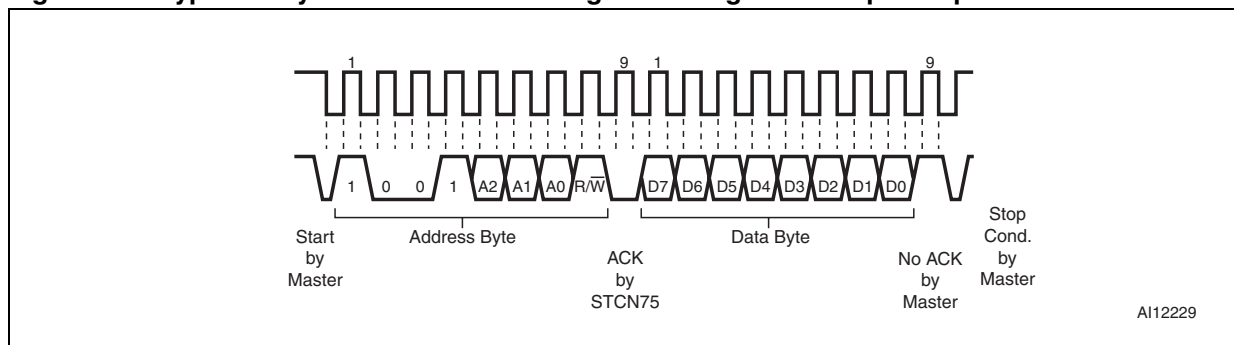 1 9 1 9
1 0 0 1 A2 A1 A0 R/W̅ D7 D6 D5 D4 D3 D2 D1 D0
Start
by
Master
Address Byte
ACK
by
STCN75
Data Byte
No ACK
by
Master
Stop
Cond.
by
Master
AI12229